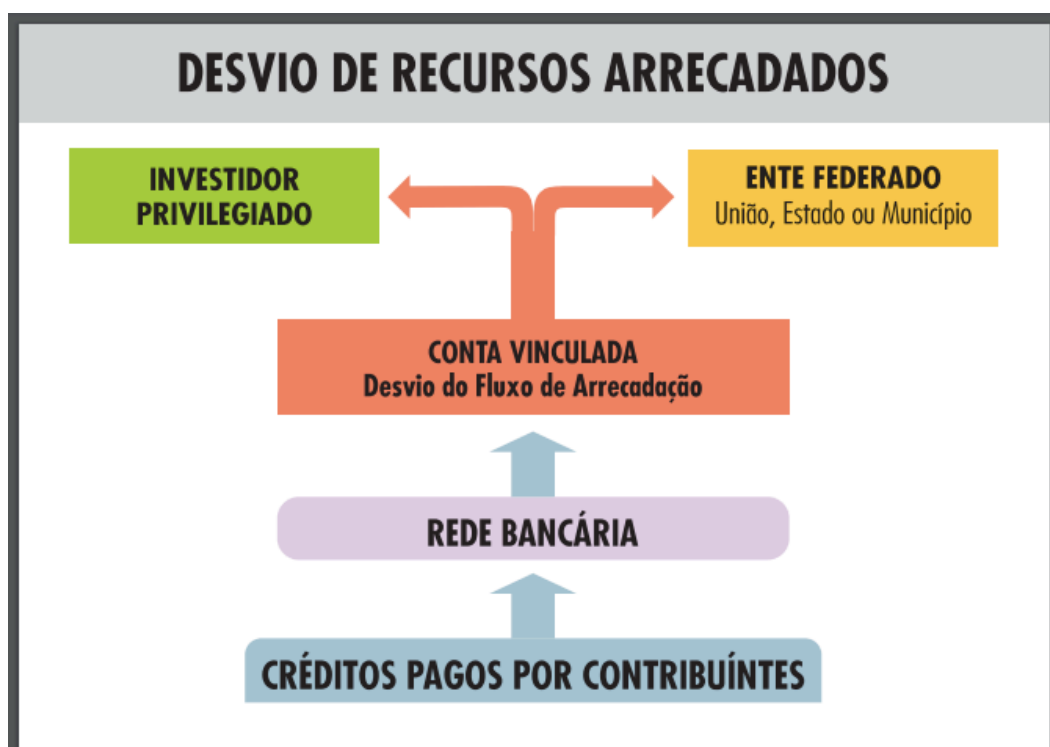 DESVIO DE RECURSOS ARRECADADOS
INVESTIDOR
PRIVILEGIADO
ENTE FEDERADO
União, Estado ou Município
CONTA VINCULADA
Desvio do Fluxo de Arrecadação
REDE BANCÁRIA
CRÉDITOS PAGOS POR CONTRIBUÍNTES